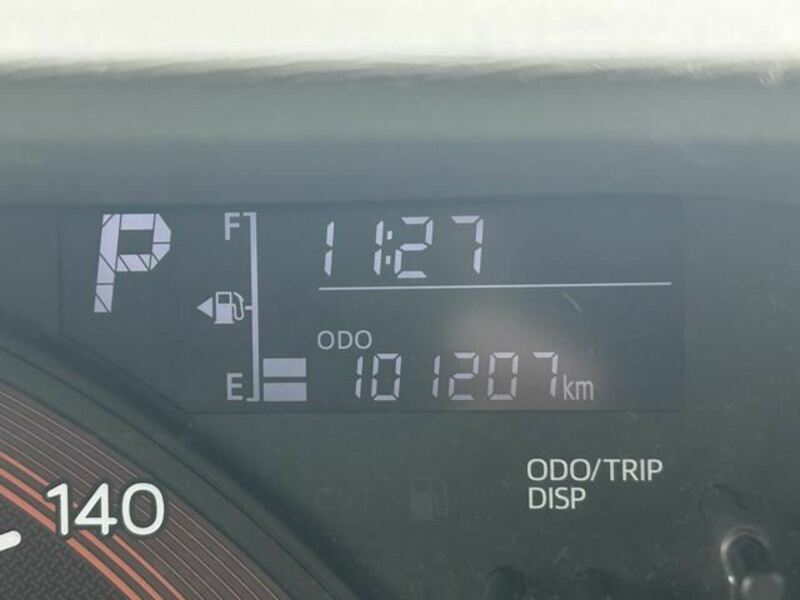 P
F
11:27
ODO
E
101207km
ODO/TRIP
DISP
140